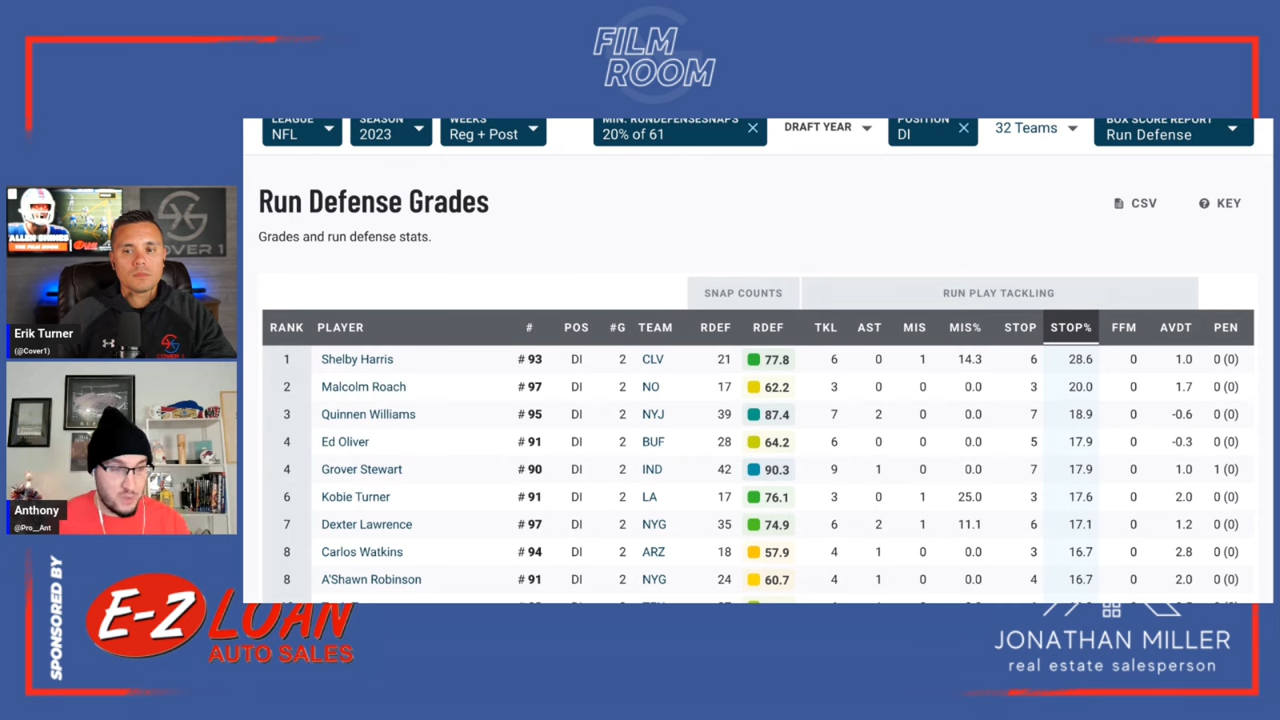 FILM
ROOM
LEAGUE
NFL
SEASON
2023
WEEKS
Reg + Post
MIN. RUNDEFENSESNAPS
20% of 61
DRAFT YEAR
POSITION
DI
32 Teams
BOX SCORE REPORT
Run Defense
Run Defense Grades
CSV
KEY
Grades and run defense stats.
SNAP COUNTS RUN PLAY TACKLING
RANK PLAYER # POS #G TEAM RDEF RDEF TKL AST MIS MIS% STOP STOP% FFM AVDT PEN
1 Shelby Harris # 93 DI 2 CLV 21 77.8 6 0 1 14.3 6 28.6 0 1.0 0 (0)
2 Malcolm Roach # 97 DI 2 NO 17 62.2 3 0 0 0.0 3 20.0 0 1.7 0 (0)
3 Quinnen Williams # 95 DI 2 NYJ 39 87.4 7 2 0 0.0 7 18.9 0 -0.6 0 (0)
4 Ed Oliver # 91 DI 2 BUF 28 64.2 6 0 0 0.0 5 17.9 0 -0.3 0 (0)
4 Grover Stewart # 90 DI 2 IND 42 90.3 9 1 0 0.0 7 17.9 0 1.0 1 (0)
6 Kobie Turner # 91 DI 2 LA 17 76.1 3 0 1 25.0 3 17.6 0 2.0 0 (0)
7 Dexter Lawrence # 97 DI 2 NYG 35 74.9 6 2 1 11.1 6 17.1 0 1.2 0 (0)
8 Carlos Watkins # 94 DI 2 ARZ 18 57.9 4 1 0 0.0 3 16.7 0 2.8 0 (0)
8 A'Shawn Robinson # 91 DI 2 NYG 24 60.7 4 1 0 0.0 4 16.7 0 2.0 0 (0)
ALLEN SHINES
THE FILM ROOM
OVER 1
Erik Turner
(@Cover1)
Anthony
@Pro__Ant
SPONSORED BY
E-Z LOAN
AUTO SALES
JONATHAN MILLER
real estate salesperson